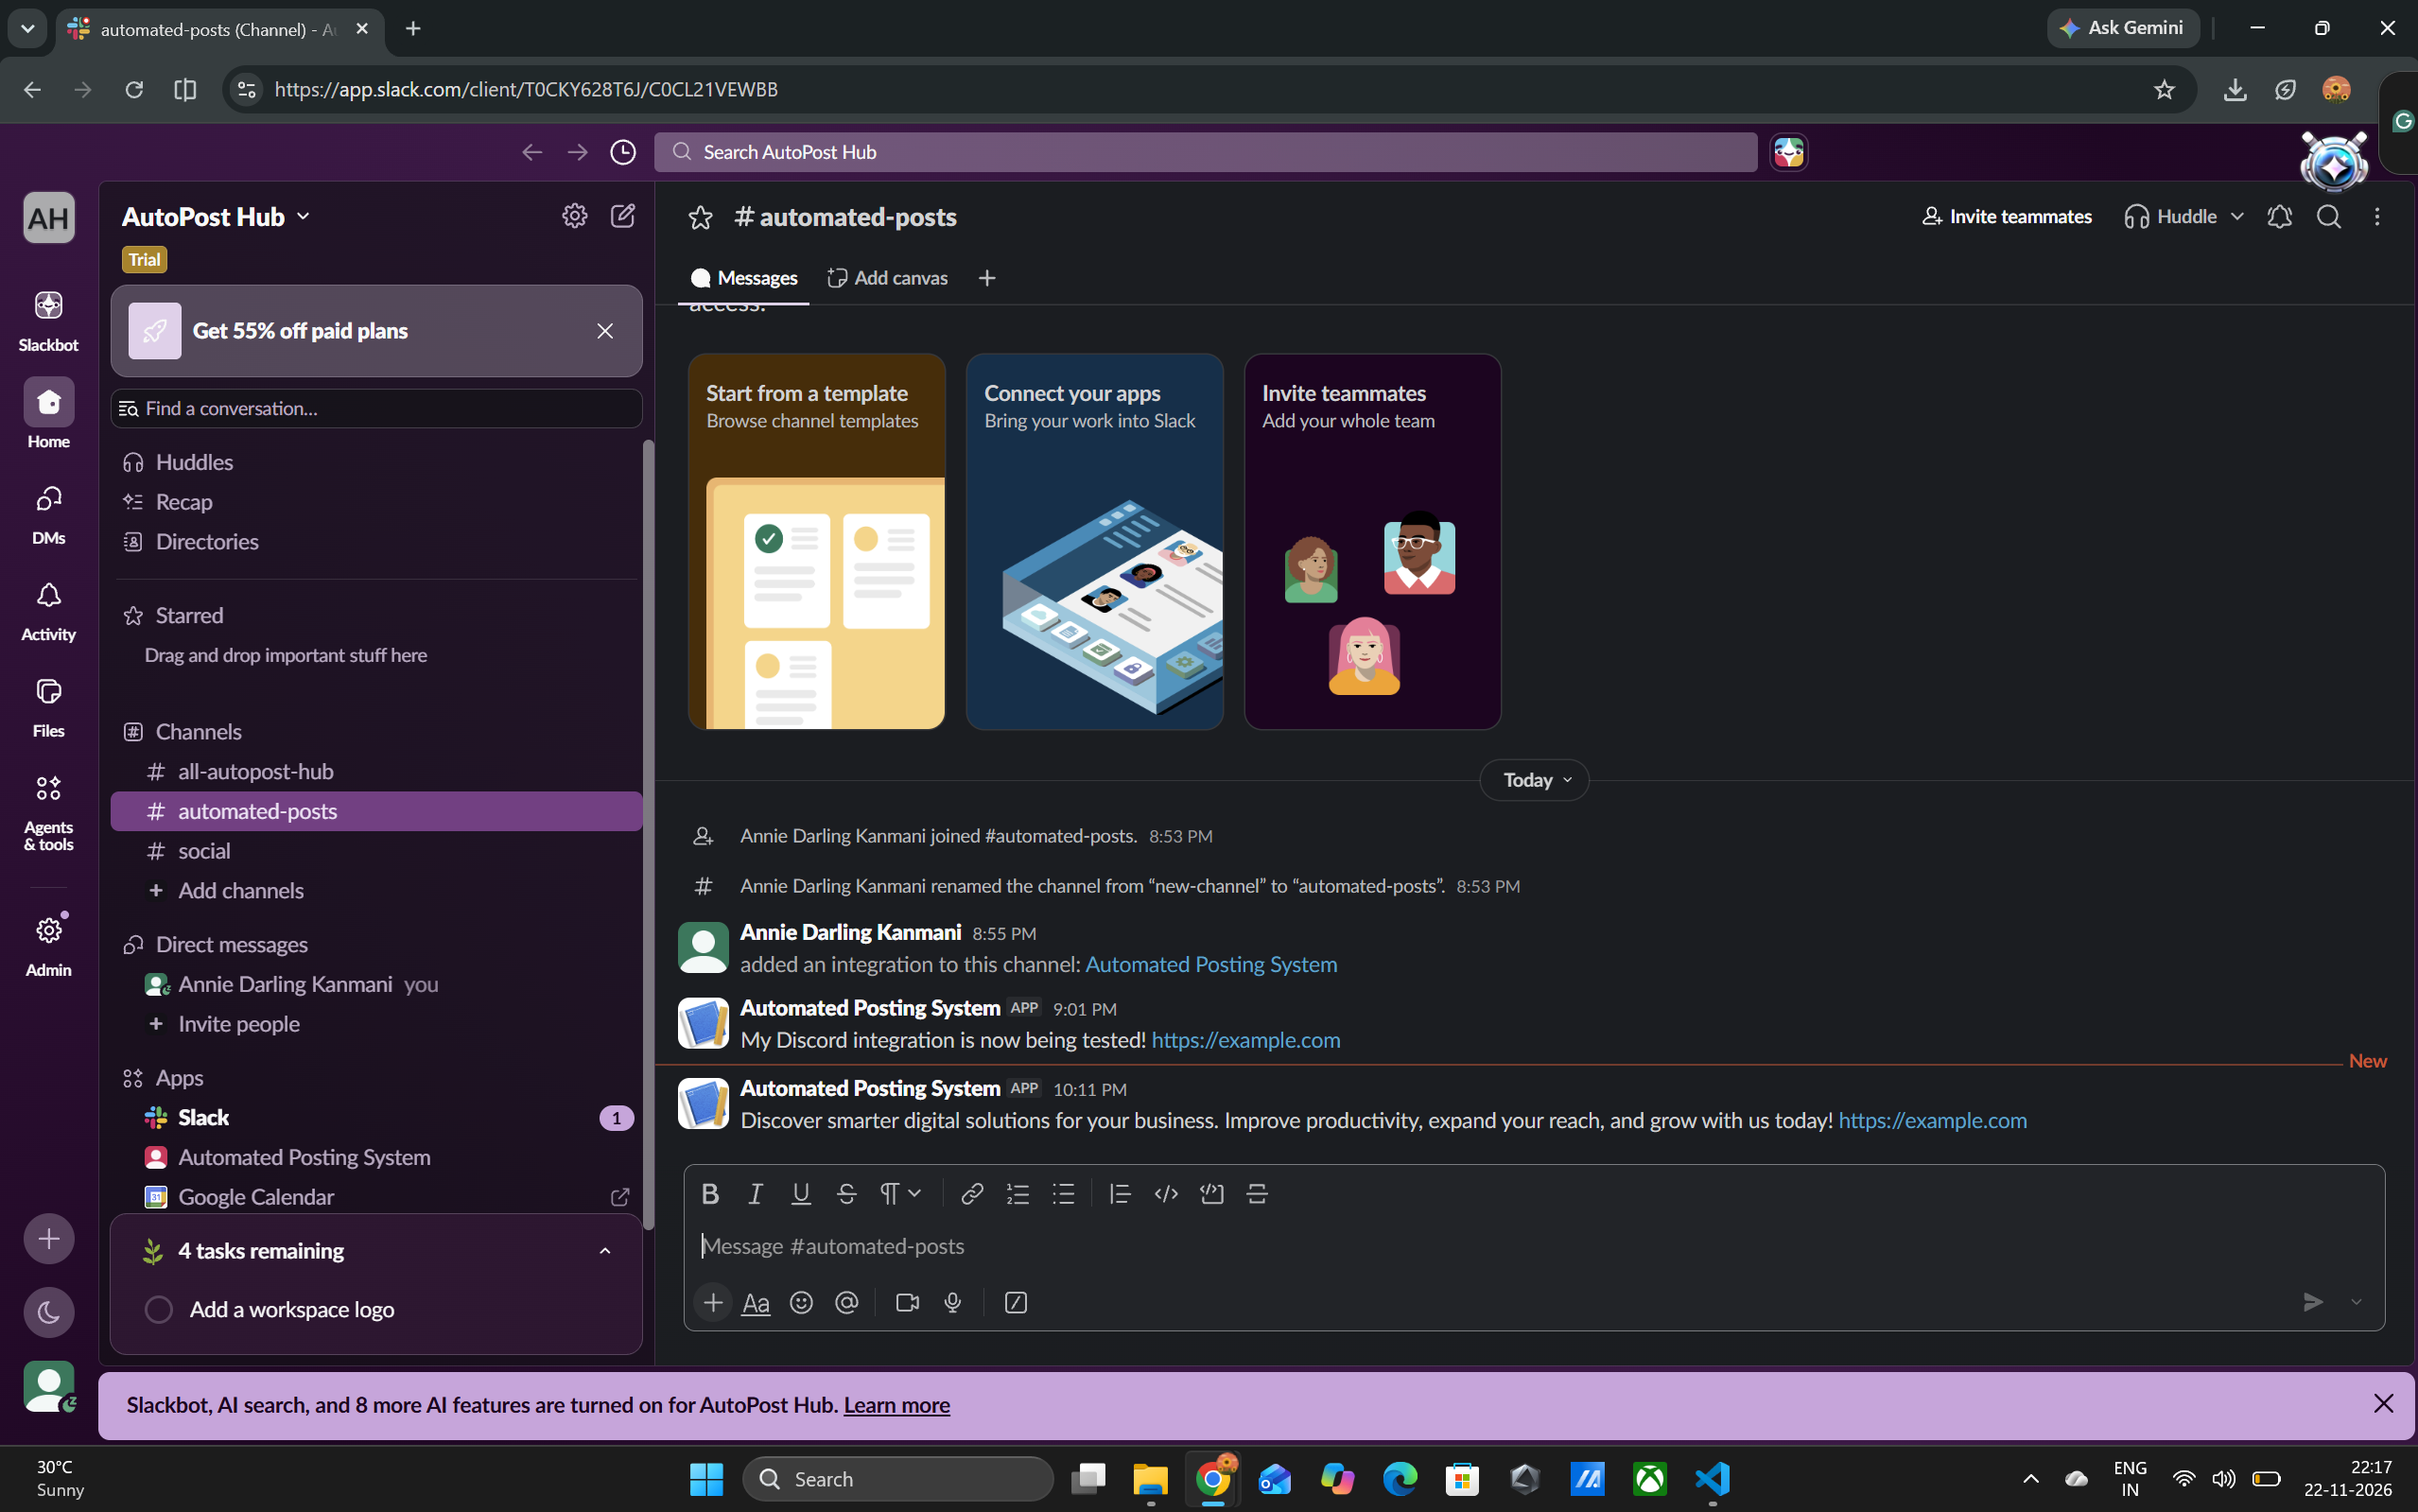 automated-posts (Channel) - Au
Ask Gemini
https://app.slack.com/client/T0CKY628T6J/C0CL21VEWBB
Search AutoPost Hub
AH
Slackbot
Home
DMs
Activity
Files
Agents
& tools
Admin
AutoPost Hub
Trial
Get 55% off paid plans
Find a conversation...
Huddles
Recap
Directories
Starred
Drag and drop important stuff here
Channels
# all-autopost-hub
# automated-posts
# social
+ Add channels
Direct messages
Annie Darling Kanmani you
+ Invite people
Apps
Slack 1
Automated Posting System
31 Google Calendar
4 tasks remaining
Add a workspace logo
# automated-posts
Invite teammates
Huddle
Messages
Add canvas
access.
Start from a template
Browse channel templates
Connect your apps
Bring your work into Slack
Invite teammates
Add your whole team
Today
Annie Darling Kanmani joined #automated-posts. 8:53 PM
# Annie Darling Kanmani renamed the channel from “new-channel” to “automated-posts”. 8:53 PM
Annie Darling Kanmani 8:55 PM
added an integration to this channel: Automated Posting System
Automated Posting System APP 9:01 PM
My Discord integration is now being tested! https://example.com
New
Automated Posting System APP 10:11 PM
Discover smarter digital solutions for your business. Improve productivity, expand your reach, and grow with us today! https://example.com
B I U S
Message #automated-posts
Aa
Slackbot, AI search, and 8 more AI features are turned on for AutoPost Hub. Learn more
30°C
Sunny
Search
ENG
IN
22:17
22-11-2026